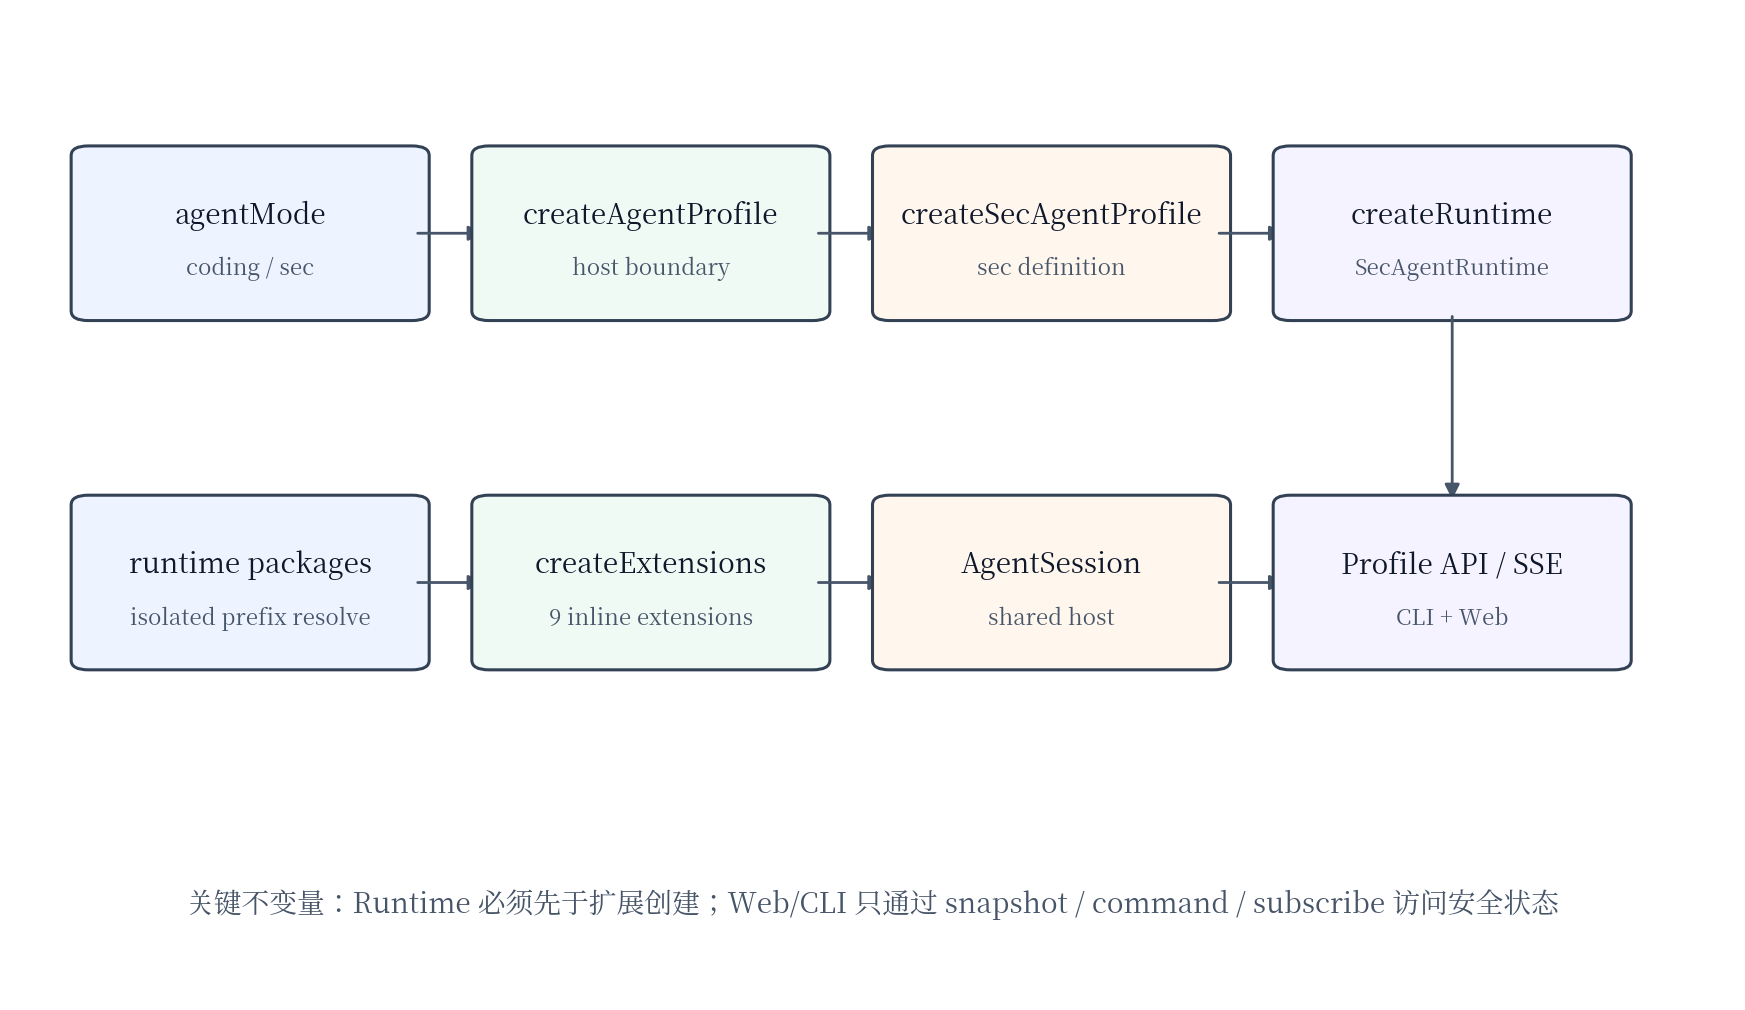 agentMode
coding / sec
createAgentProfile
host boundary
createSecAgentProfile
sec definition
createRuntime
SecAgentRuntime
runtime packages
isolated prefix resolve
createExtensions
9 inline extensions
AgentSession
shared host
Profile API / SSE
CLI + Web
关键不变量：Runtime 必须先于扩展创建；Web/CLI 只通过 snapshot / command / subscribe 访问安全状态